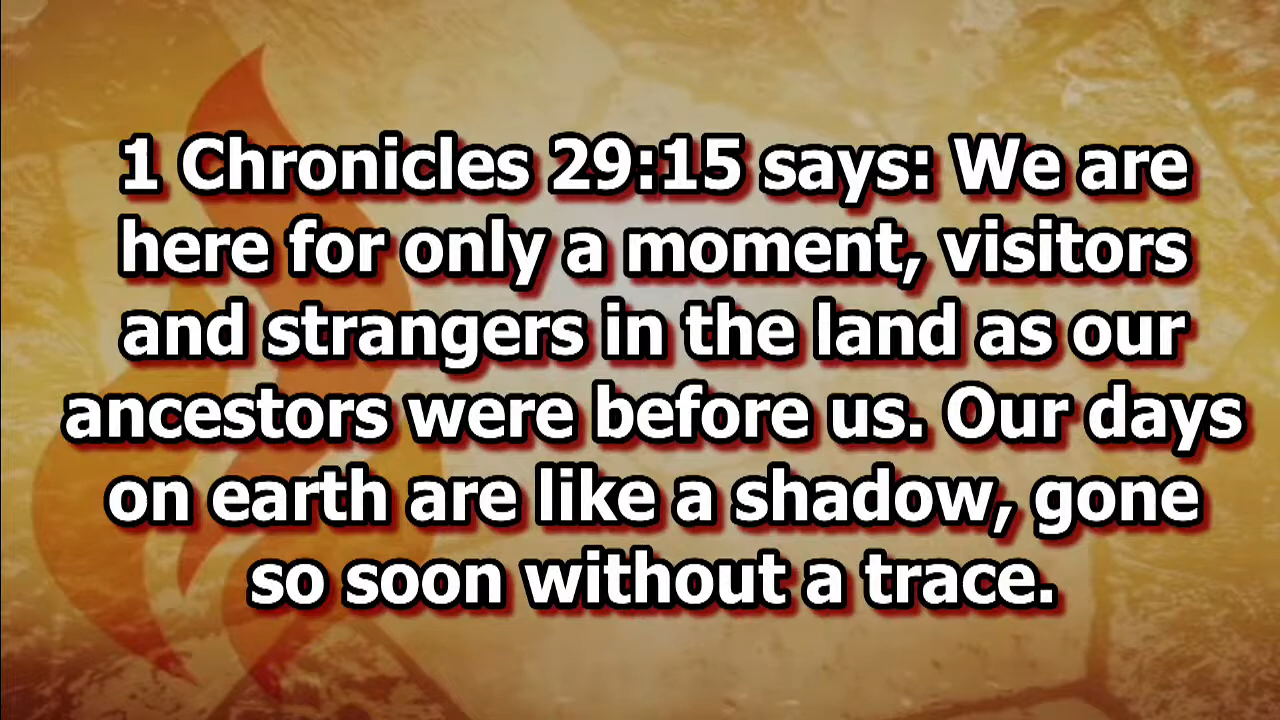 1 Chronicles 29:15 says: We are
here for only a moment, visitors
and strangers in the land as our
ancestors were before us. Our days
on earth are like a shadow, gone
so soon without a trace.